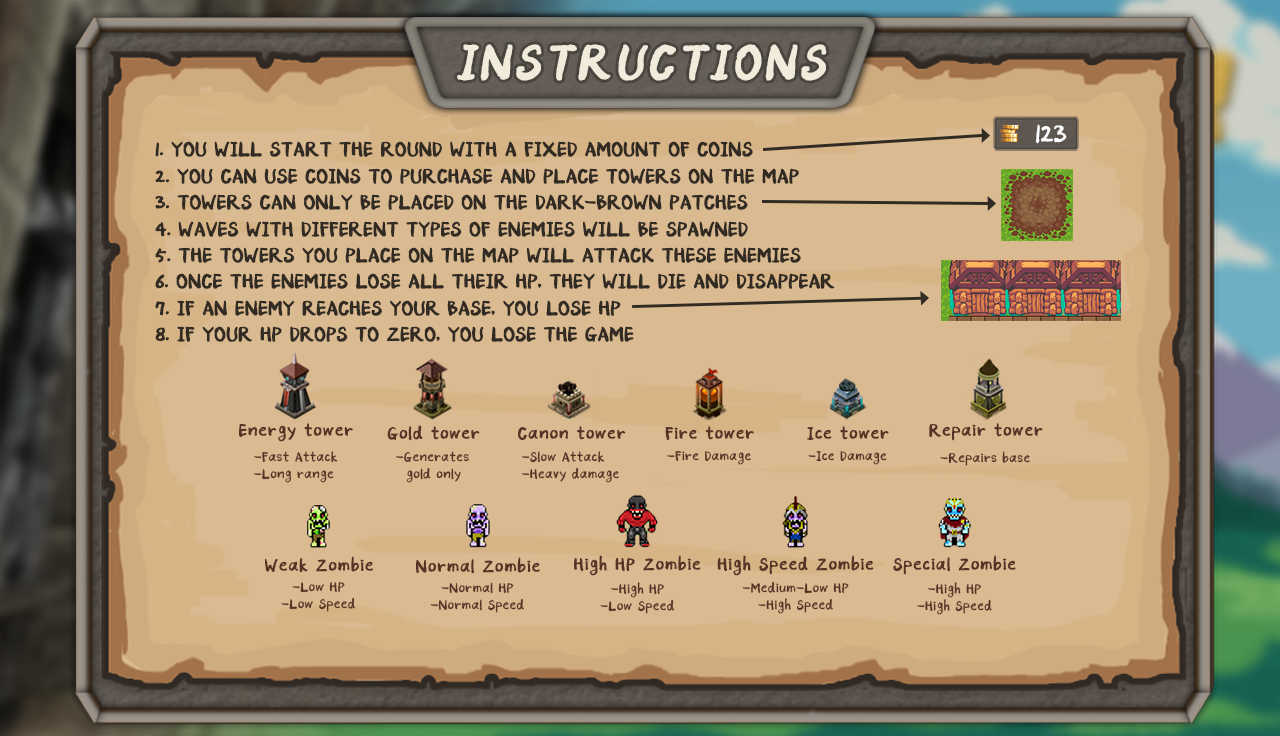 INSTRUCTIONS
1. YOU WILL START THE ROUND WITH A FIXED AMOUNT OF COINS
123
2. YOU CAN USE COINS TO PURCHASE AND PLACE TOWERS ON THE MAP
3. TOWERS CAN ONLY BE PLACED ON THE DARK-BROWN PATCHES
4. WAVES WITH DIFFERENT TYPES OF ENEMIES WILL BE SPAWNED
5. THE TOWERS YOU PLACE ON THE MAP WILL ATTACK THESE ENEMIES
6. ONCE THE ENEMIES LOSE ALL THEIR HP, THEY WILL DIE AND DISAPPEAR
7. IF AN ENEMY REACHES YOUR BASE, YOU LOSE HP
8. IF YOUR HP DROPS TO ZERO, YOU LOSE THE GAME
Energy tower
-Fast Attack
-Long range
Gold tower
-Generates
gold only
Canon tower
-Slow Attack
-Heavy damage
Fire tower
-Fire Damage
Ice tower
-Ice Damage
Repair tower
-Repairs base
Weak Zombie
-Low HP
-Low Speed
Normal Zombie
-Normal HP
-Normal Speed
High HP Zombie
-High HP
-Low Speed
High Speed Zombie
-Medium-Low HP
-High Speed
Special Zombie
-High HP
-High Speed